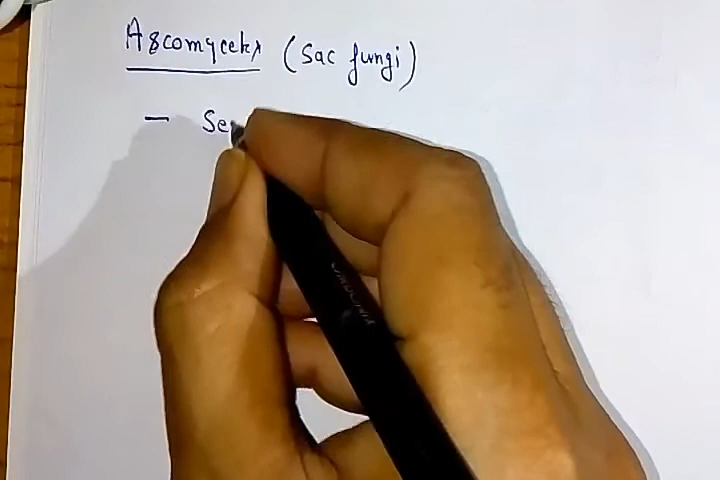 Ascomycetes (Sac fungi)
— Se